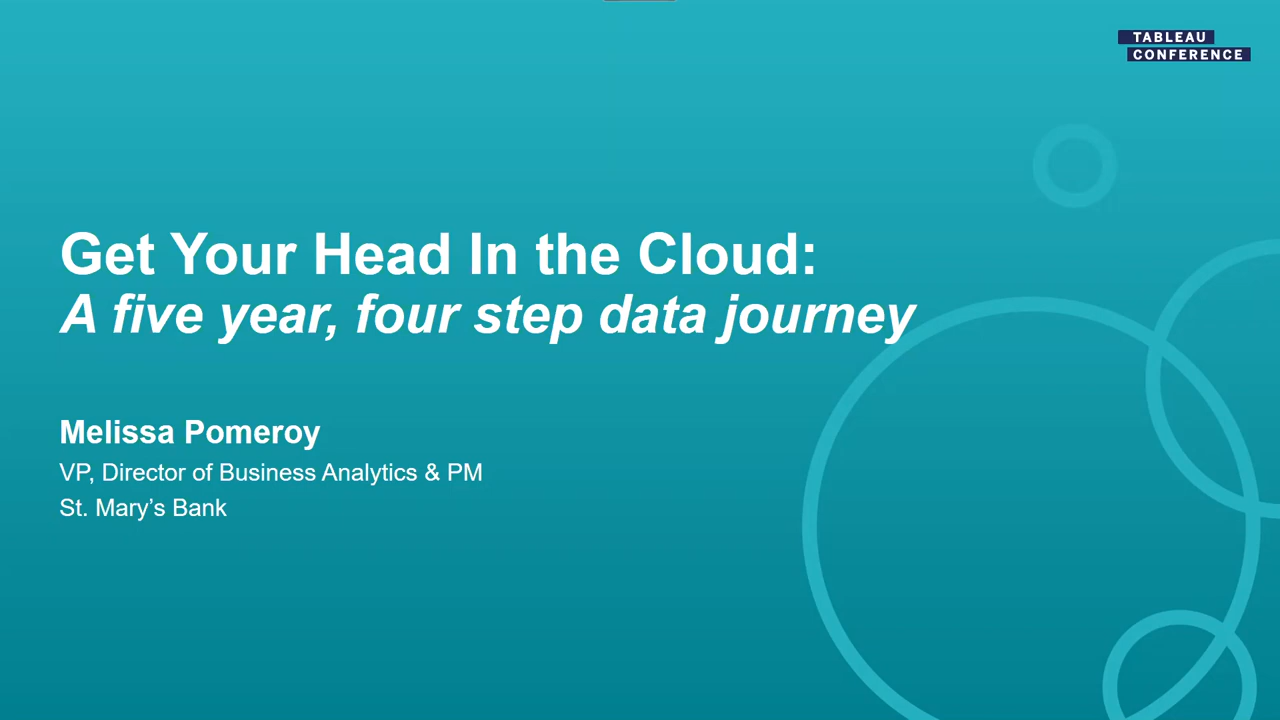 TABLEAU
CONFERENCE
Get Your Head In the Cloud:
A five year, four step data journey
Melissa Pomeroy
VP, Director of Business Analytics & PM
St. Mary’s Bank